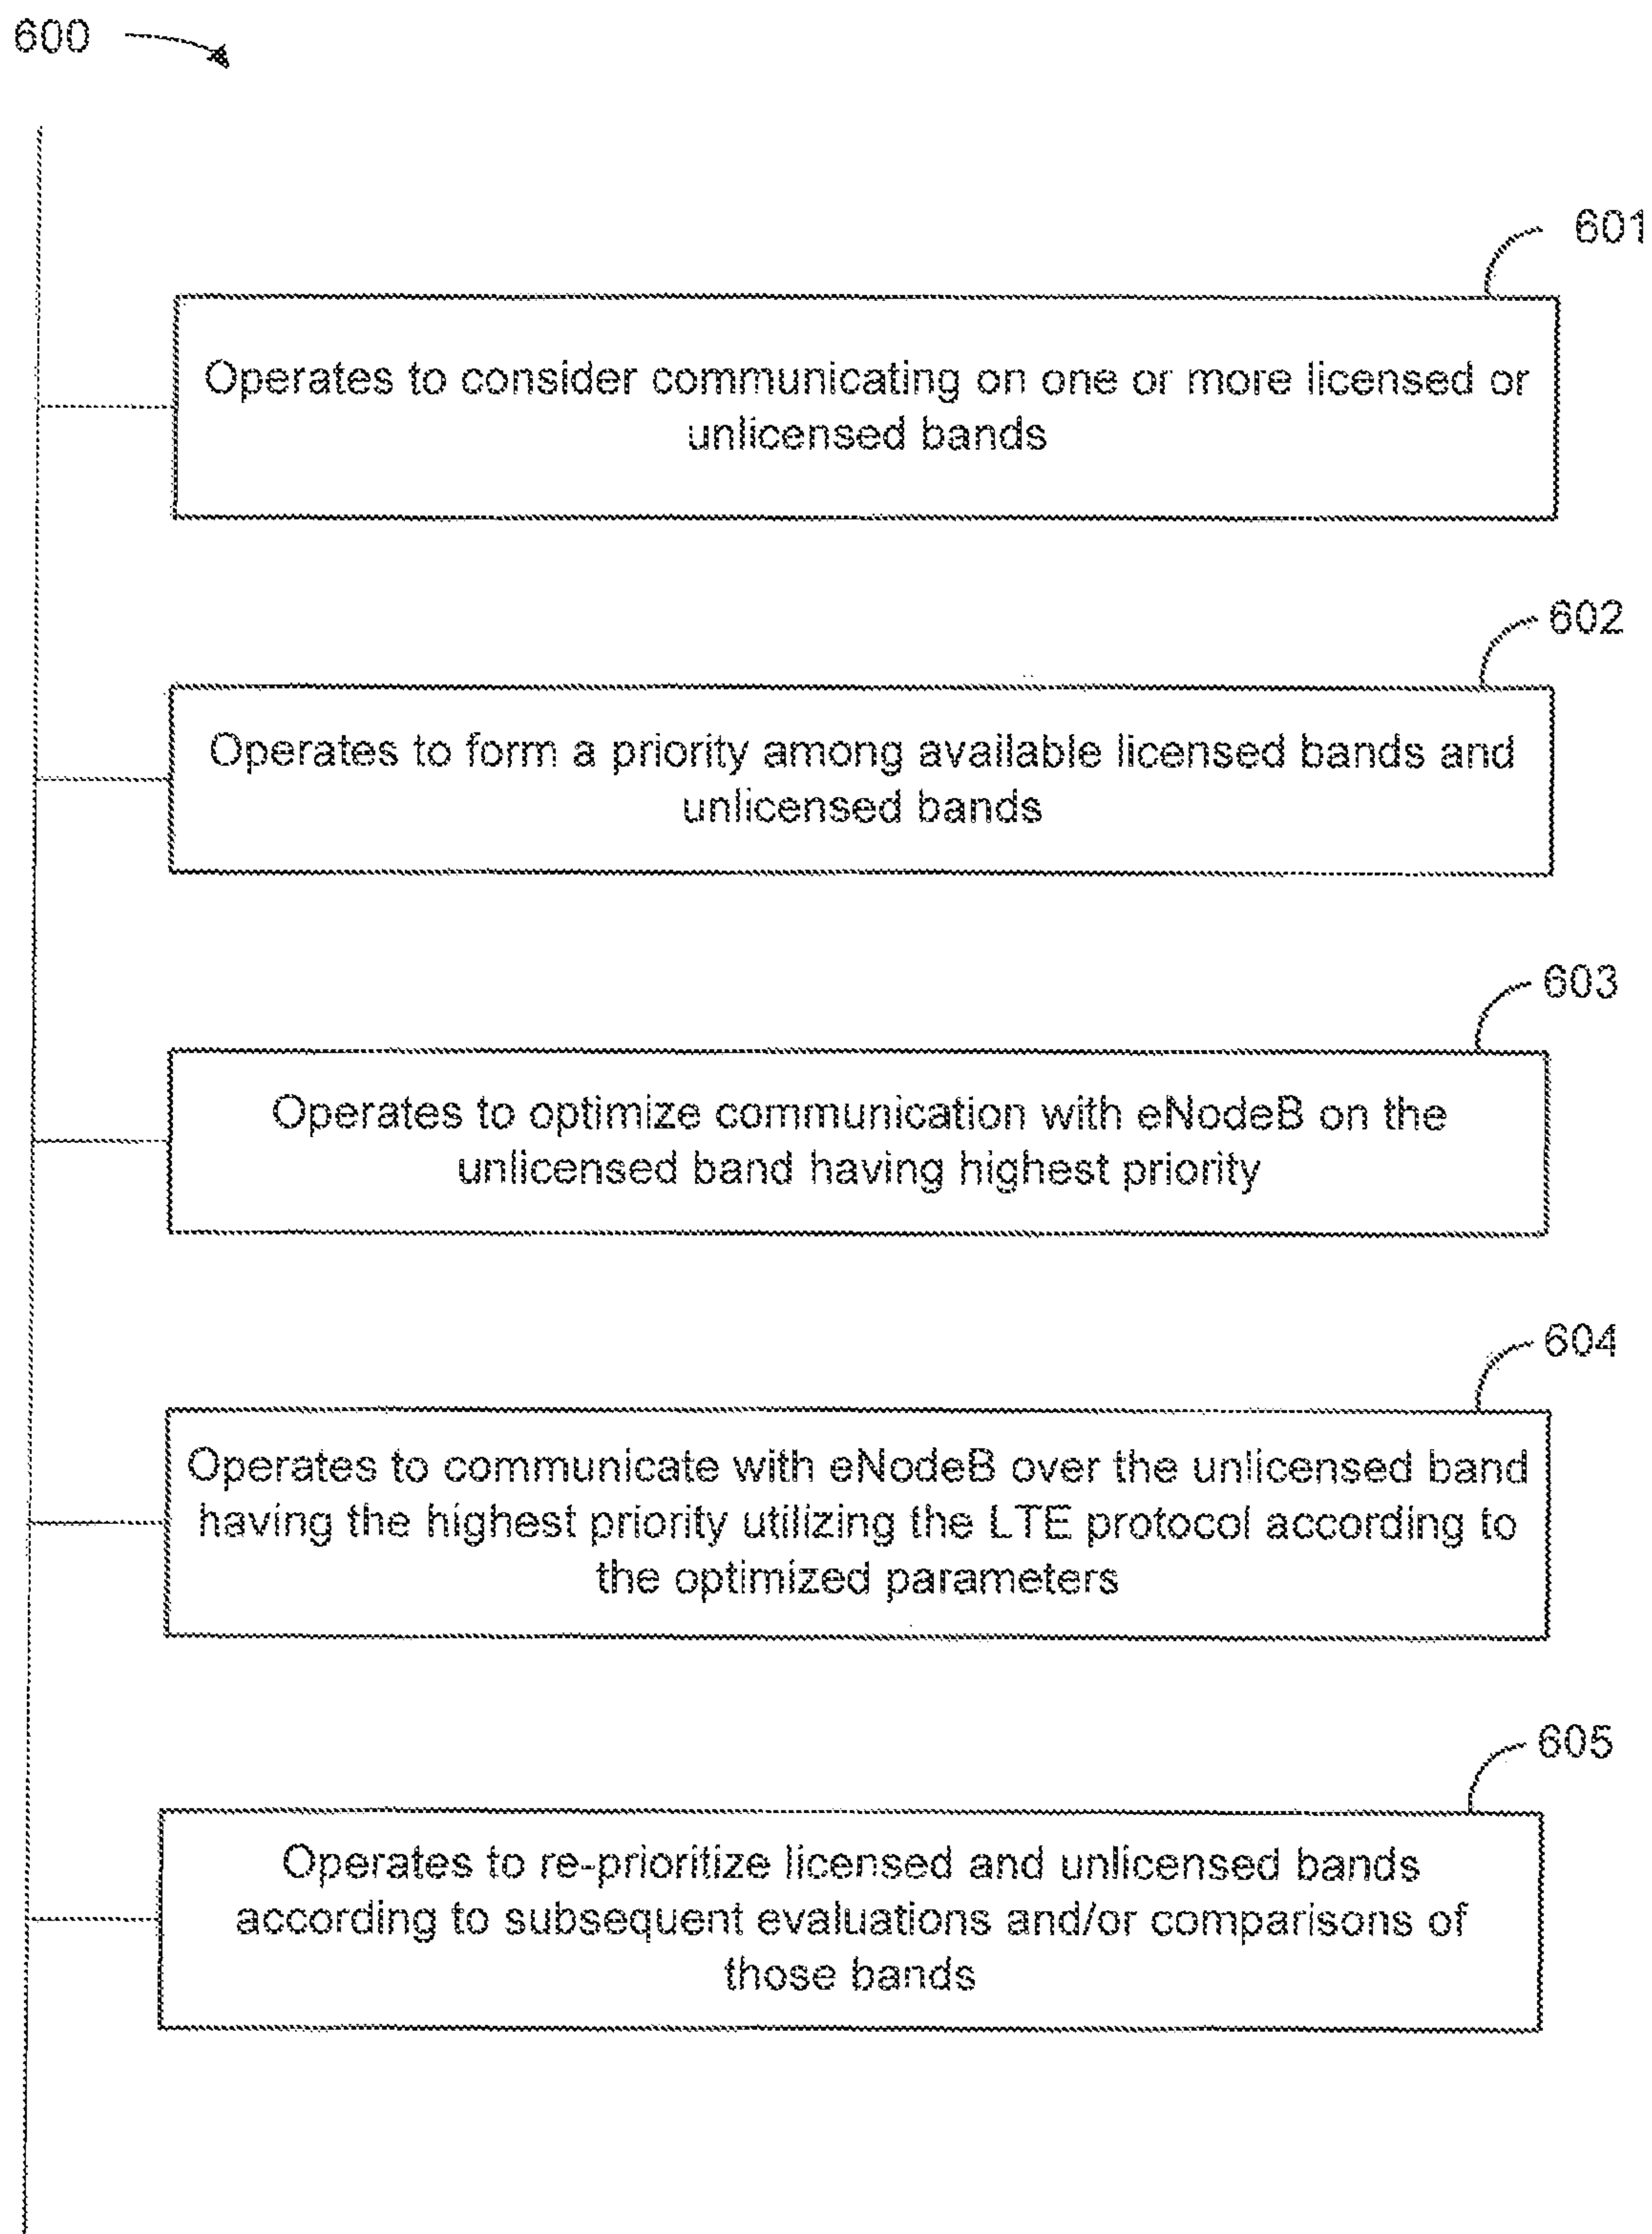 600
601
Operates to consider communicating on one or more licensed or
unlicensed bands
602
Operates to form a priority among available licensed bands and
unlicensed bands
603
Operates to optimize communication with eNodeB on the
unlicensed band having highest priority
604
Operates to communicate with eNodeB over the unlicensed band
having the highest priority utilizing the LTE protocol according to
the optimized parameters
605
Operates to re-prioritize licensed and unlicensed bands
according to subsequent evaluations and/or comparisons of
those bands